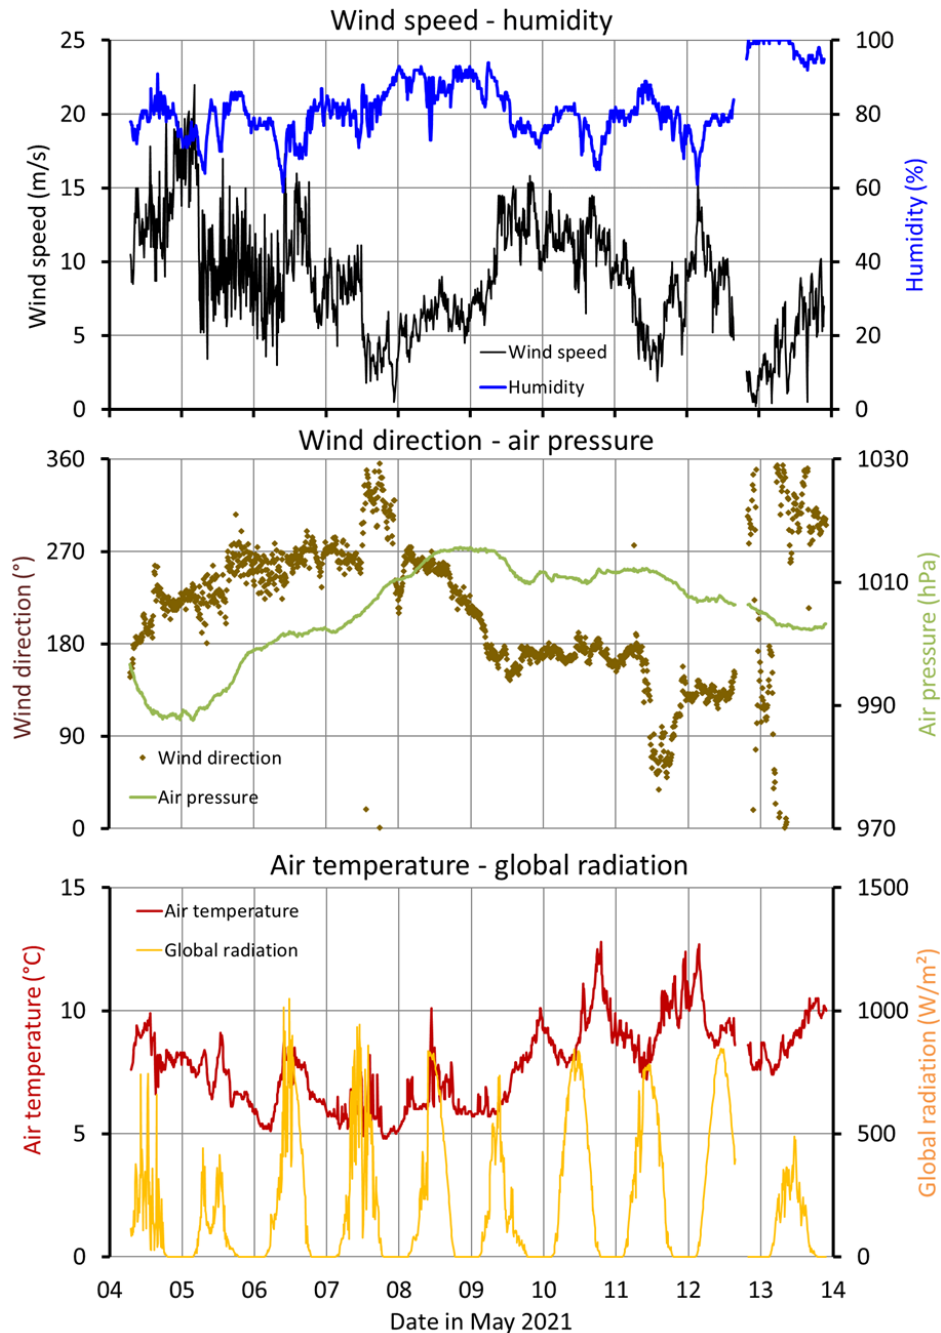 Wind speed - humidity
25
20
15
10
5
0
Wind speed (m/s)
100
80
60
40
20
0
Humidity (%)
Wind speed
Humidity
Wind direction - air pressure
360
270
180
90
0
Wind direction (°)
1030
1010
990
970
Air pressure (hPa)
Wind direction
Air pressure
Air temperature - global radiation
15
10
5
0
Air temperature (°C)
1500
1000
500
0
Global radiation (W/m²)
Air temperature
Global radiation
04 05 06 07 08 09 10 11 12 13 14
Date in May 2021